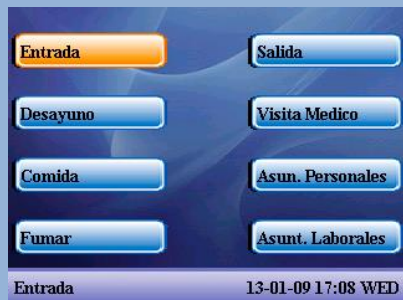 Entrada
Salida
Desayuno
Visita Medico
Comida
Asun. Personales
Fumar
Asunt. Laborales
Entrada
13-01-09 17:08 WED